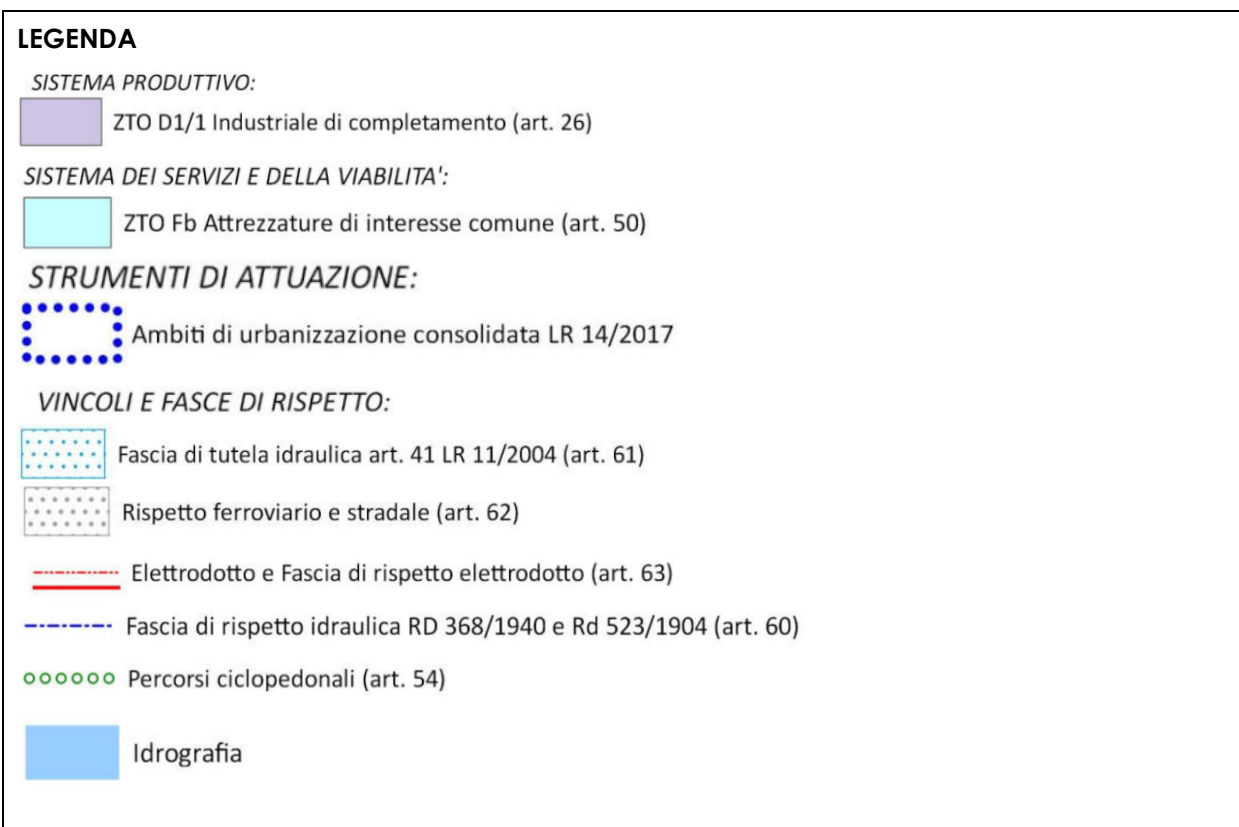 LEGENDA
SISTEMA PRODUTTIVO:
ZTO D1/1 Industriale di completamento (art. 26)
SISTEMA DEI SERVIZI E DELLA VIABILITA':
ZTO Fb Attrezzature di interesse comune (art. 50)
STRUMENTI DI ATTUAZIONE:
Ambiti di urbanizzazione consolidata LR 14/2017
VINCOLI E FASCE DI RISPETTO:
Fascia di tutela idraulica art. 41 LR 11/2004 (art. 61)
Rispetto ferroviario e stradale (art. 62)
Elettrodotto e Fascia di rispetto elettrodotto (art. 63)
Fascia di rispetto idraulica RD 368/1940 e Rd 523/1904 (art. 60)
Percorsi ciclopedonali (art. 54)
Idrografia